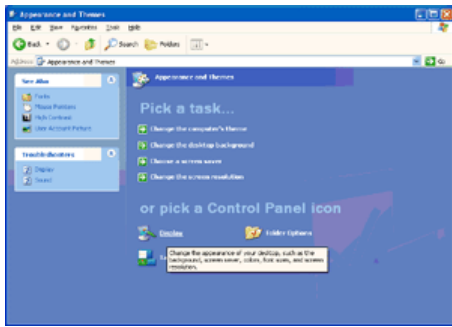 Appearance and Themes
File Edit View Favorites Tools Help
Back Search Folders
Address Appearance and Themes Go
See Also
Fonts
Mouse Pointers
High Contrast
User Account Picture
Troubleshooters
Display
Sound
Appearance and Themes
Pick a task...
Change the computer's theme
Change the desktop background
Choose a screen saver
Change the screen resolution
or pick a Control Panel icon
Display Folder Options
Change the appearance of your desktop, such as the
background, screen saver, colors, font sizes, and screen
resolution.